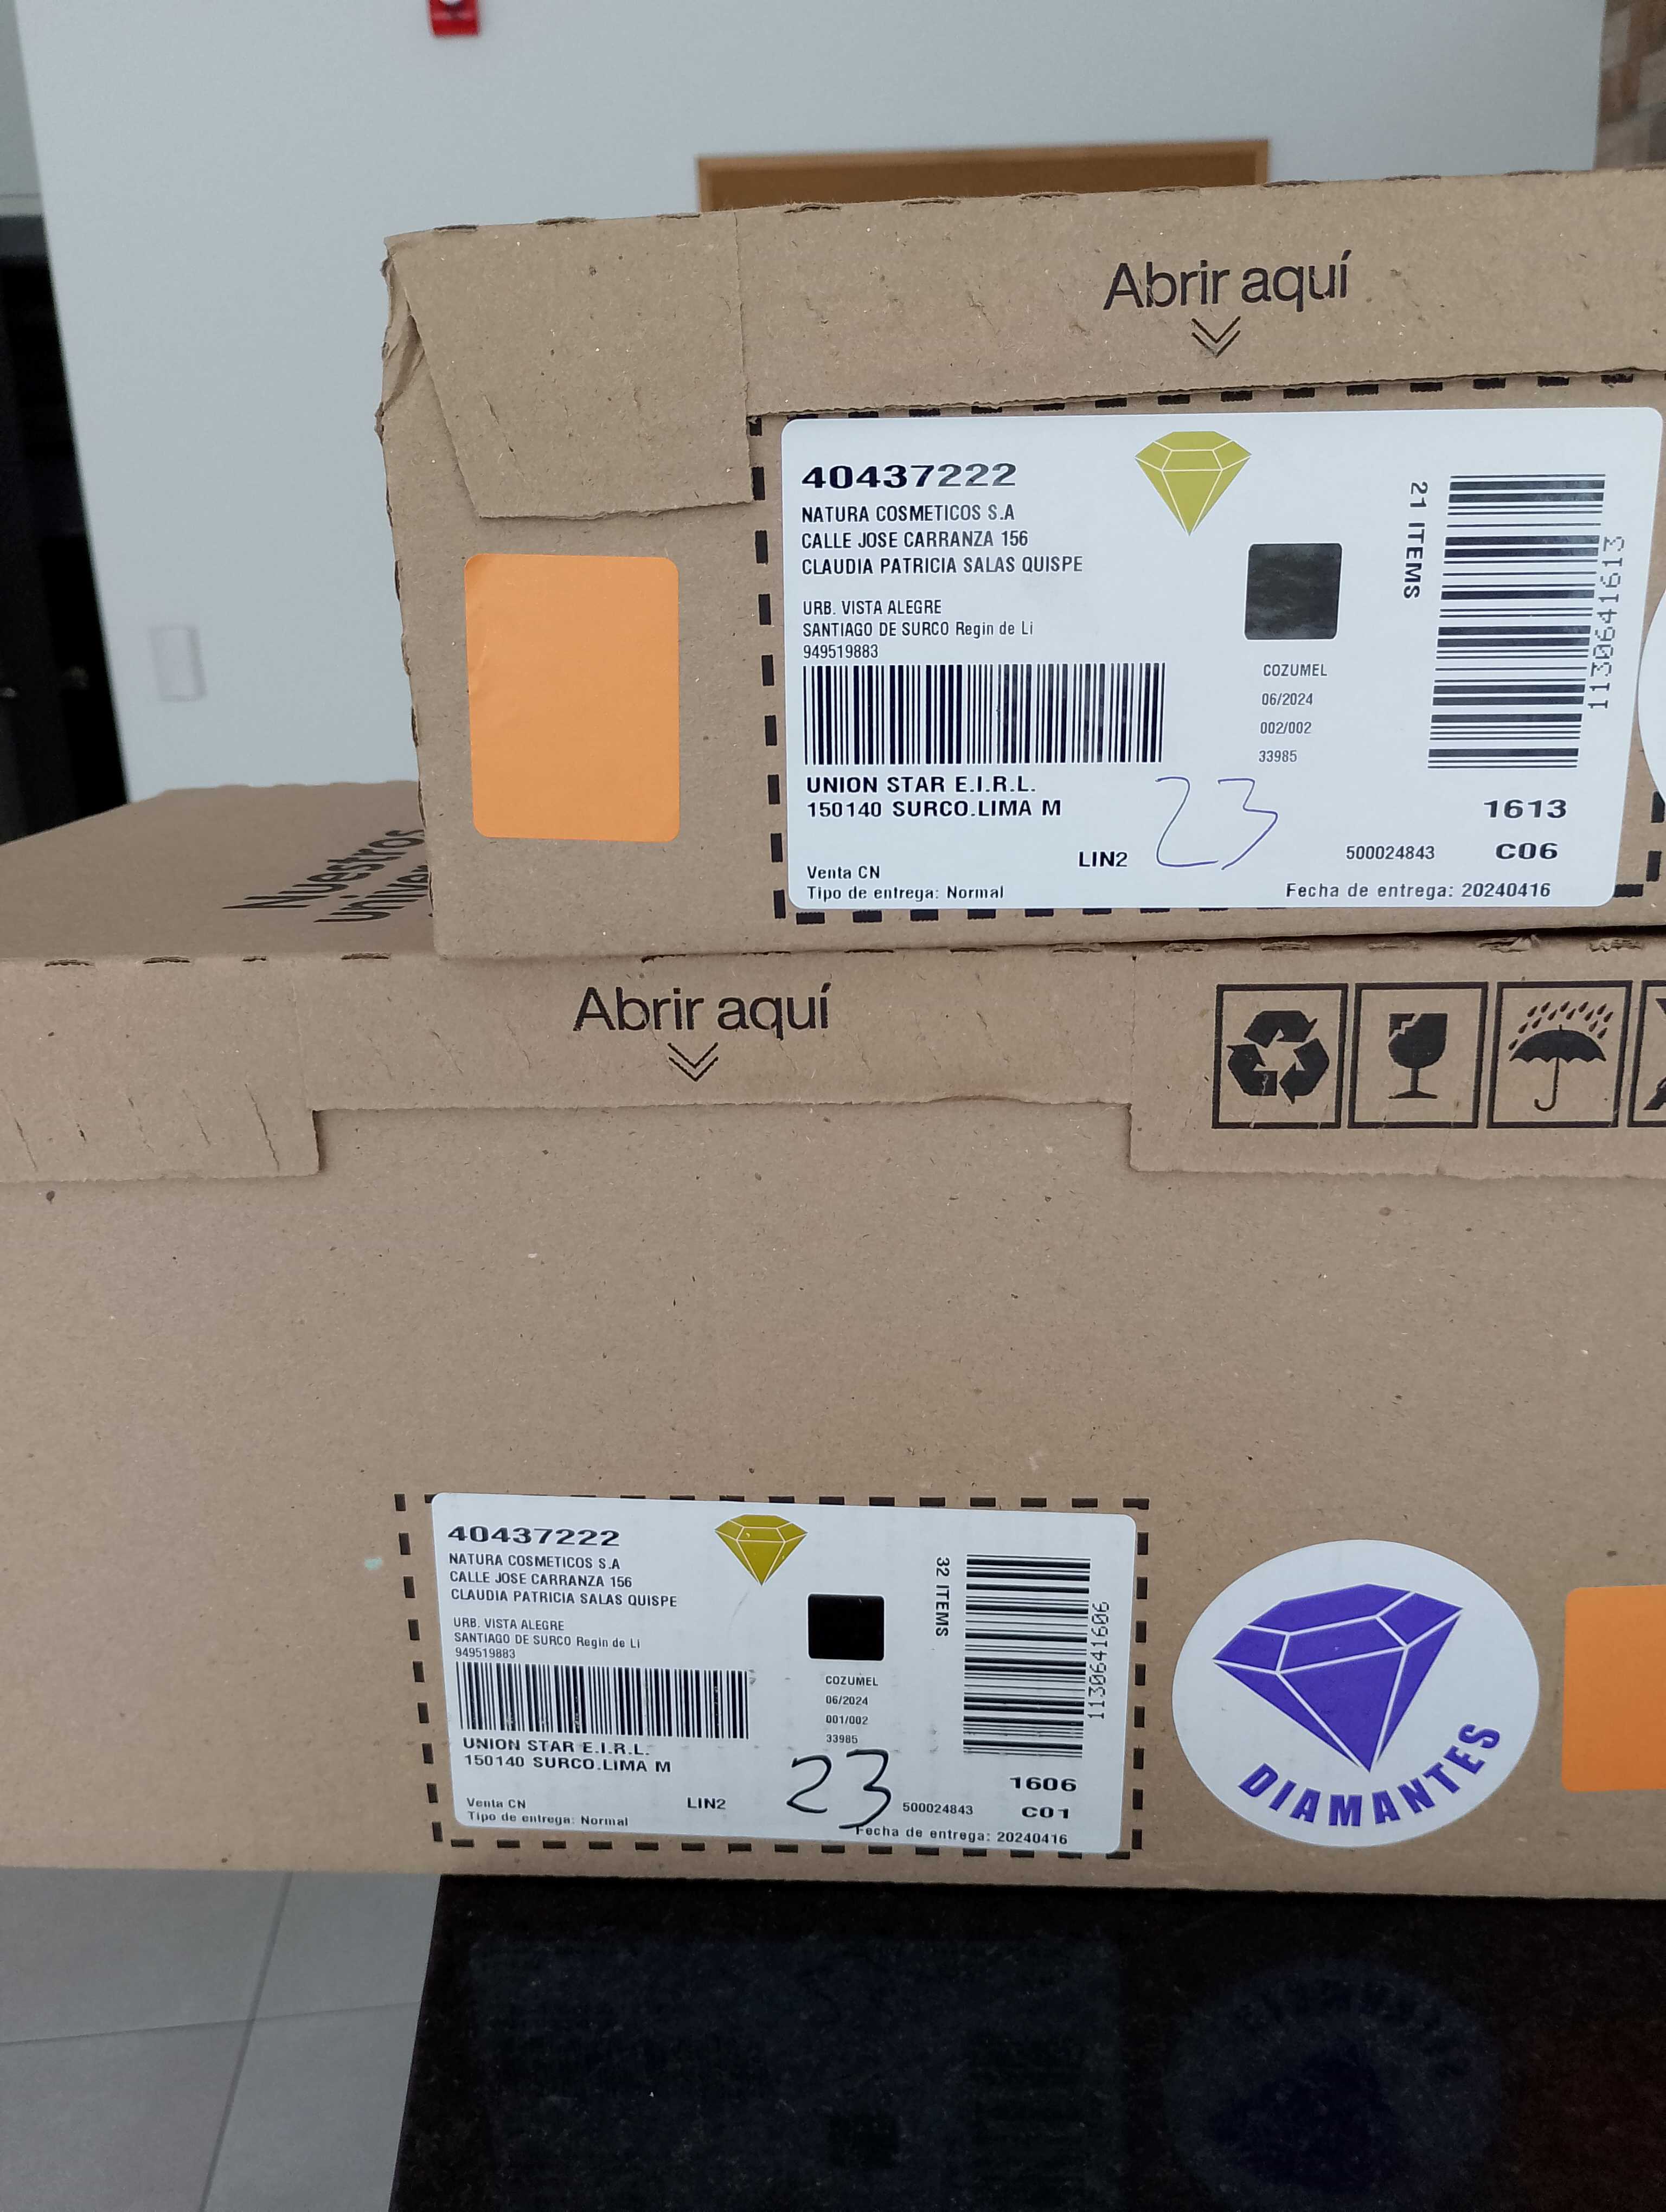 Abrir aquí
40437222
NATURA COSMETICOS S.A
CALLE JOSE CARRANZA 156
CLAUDIA PATRICIA SALAS QUISPE
URB. VISTA ALEGRE
SANTIAGO DE SURCO Regin de Li
949519883
21 ITEMS
1130641613
COZUMEL
06/2024
002/002
33985
UNION STAR E.I.R.L.
150140 SURCO.LIMA M
23
1613
LIN2
500024843
C06
Venta CN
Tipo de entrega: Normal
Fecha de entrega: 20240416
Nuestros
Abrir aquí
40437222
NATURA COSMETICOS S.A
CALLE JOSE CARRANZA 156
CLAUDIA PATRICIA SALAS QUISPE
URB. VISTA ALEGRE
SANTIAGO DE SURCO Regin de Li
949519883
32 ITEMS
1130641606
COZUMEL
06/2024
001/002
33985
UNION STAR E.I.R.L.
150140 SURCO.LIMA M
23
1606
LIN2
500024843
C01
Venta CN
Tipo de entrega: Normal
Fecha de entrega: 20240416
DIAMANTES